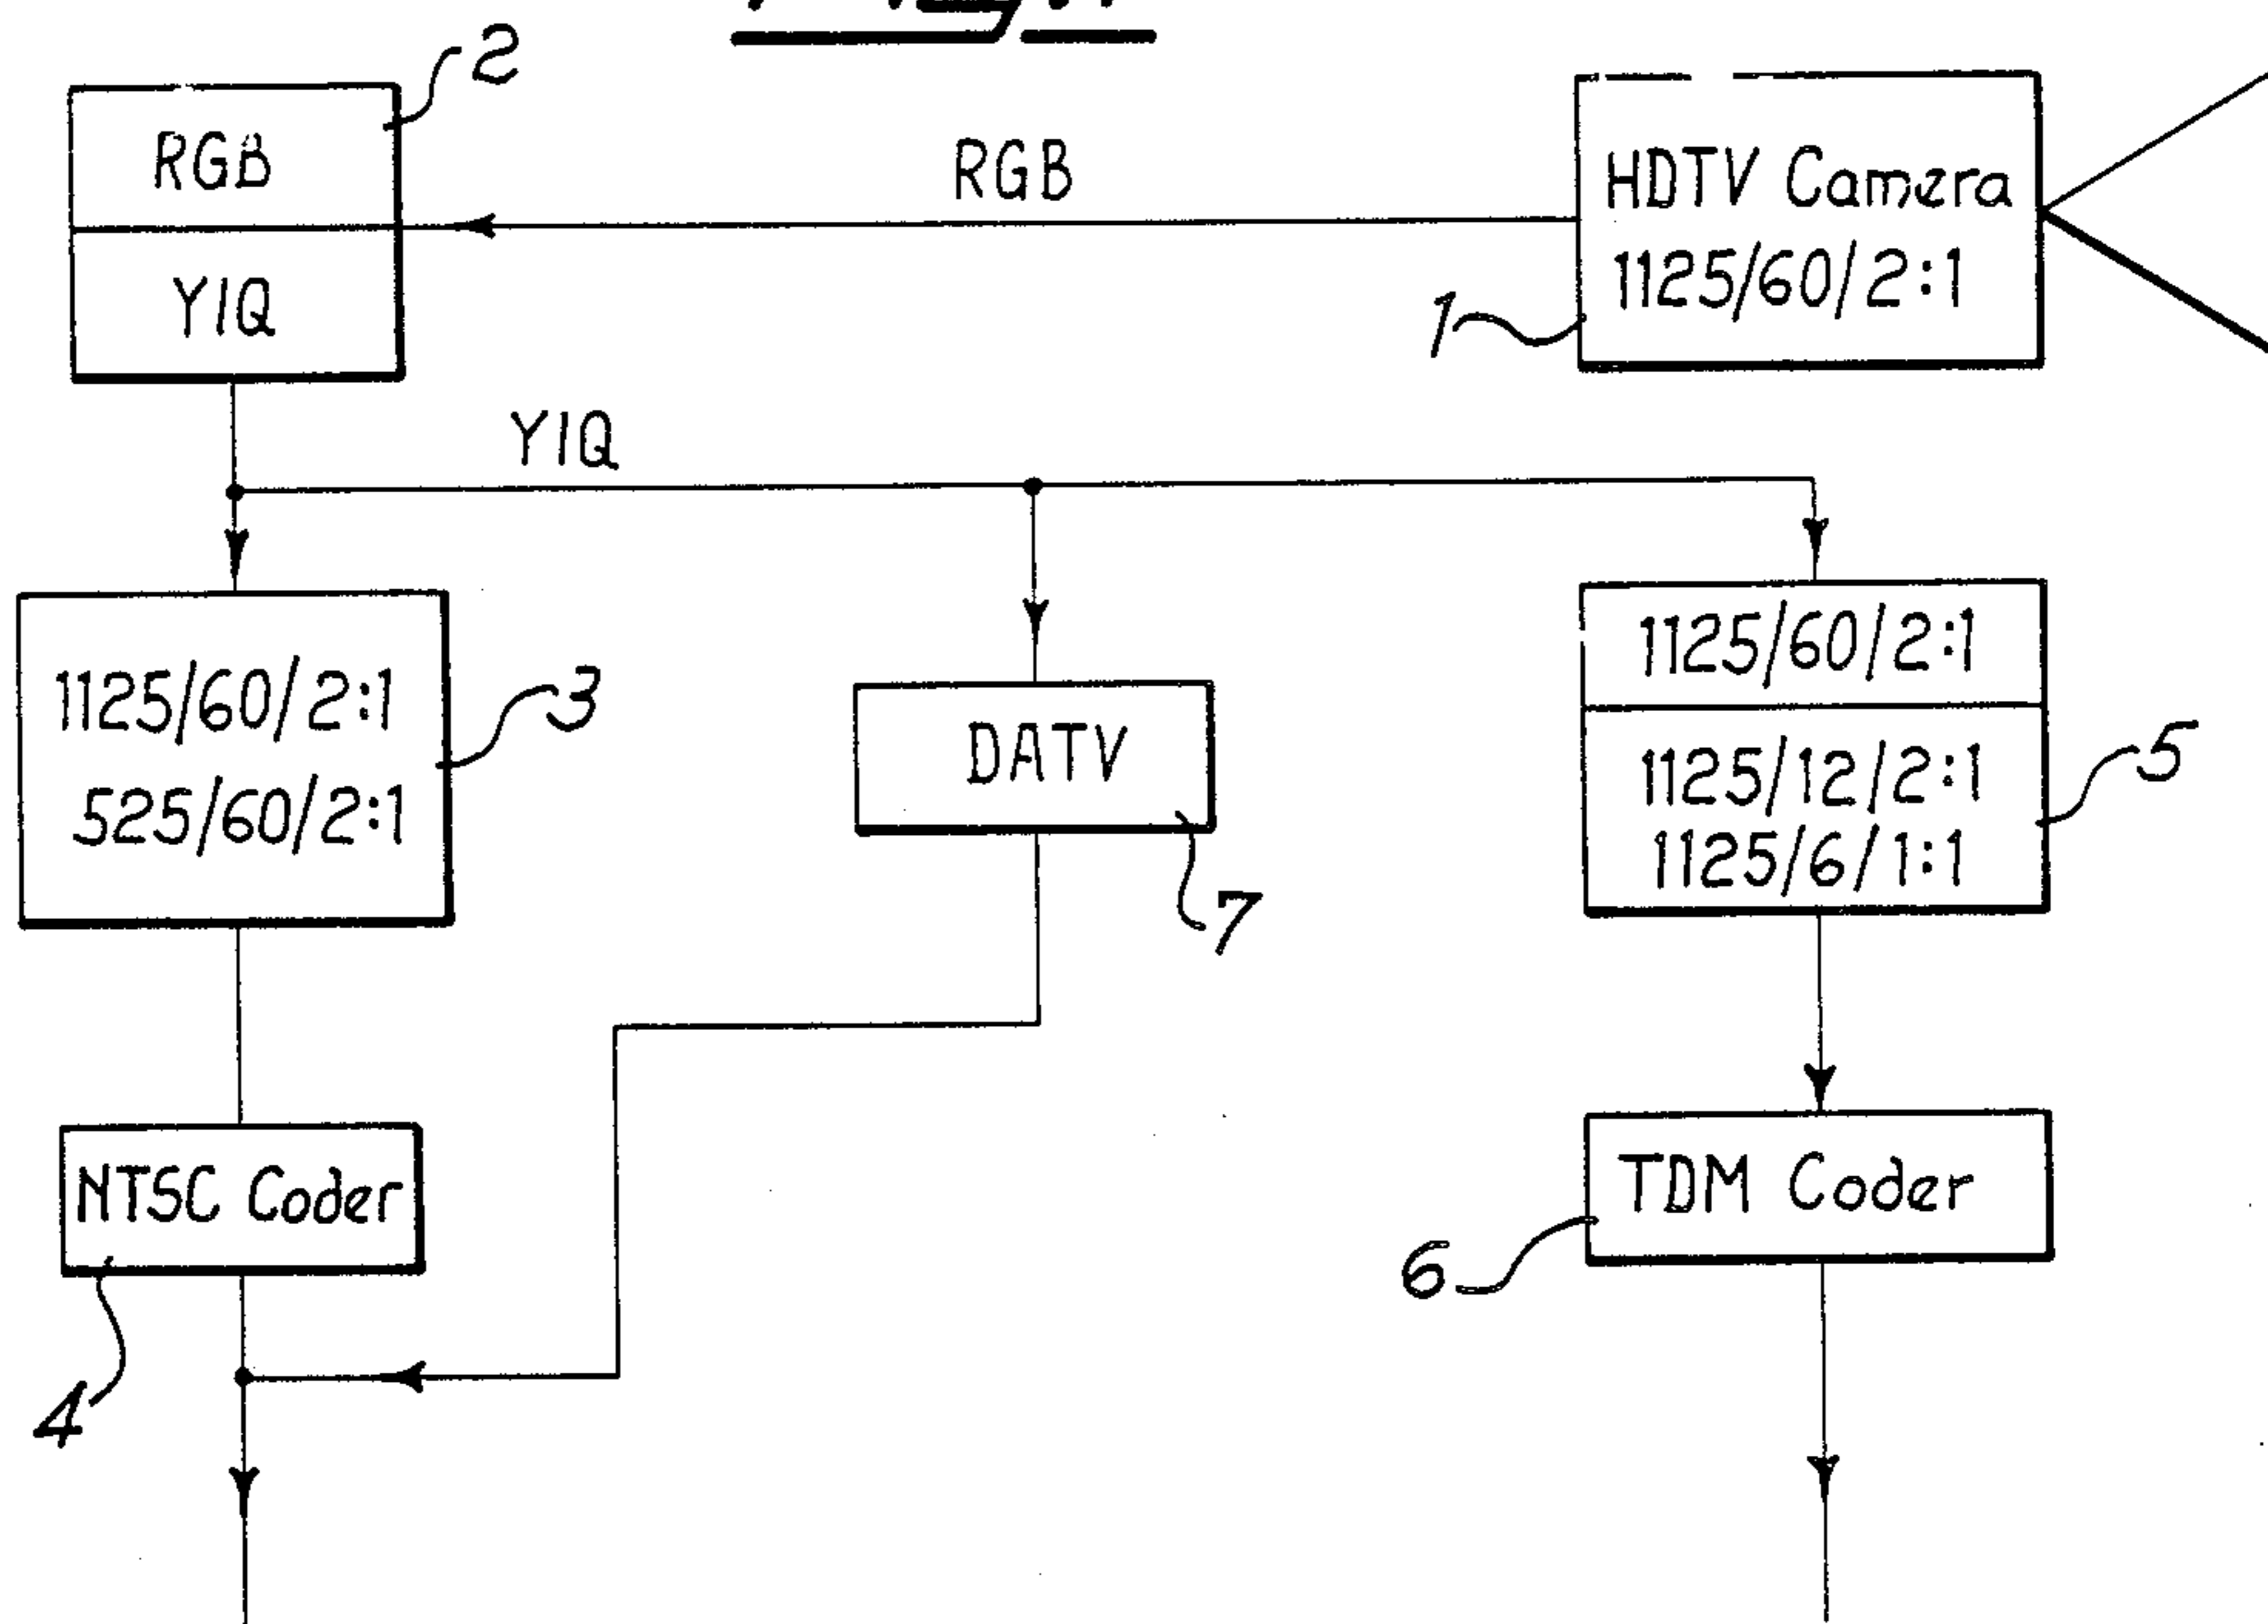 2
RGB
YIQ
RGB
HDTV Camera
1125/60/2:1
1
YIQ
1125/60/2:1
525/60/2:1
3
DATV
7
1125/60/2:1
1125/12/2:1
1125/6/1:1
5
NTSC Coder
4
TDM Coder
6